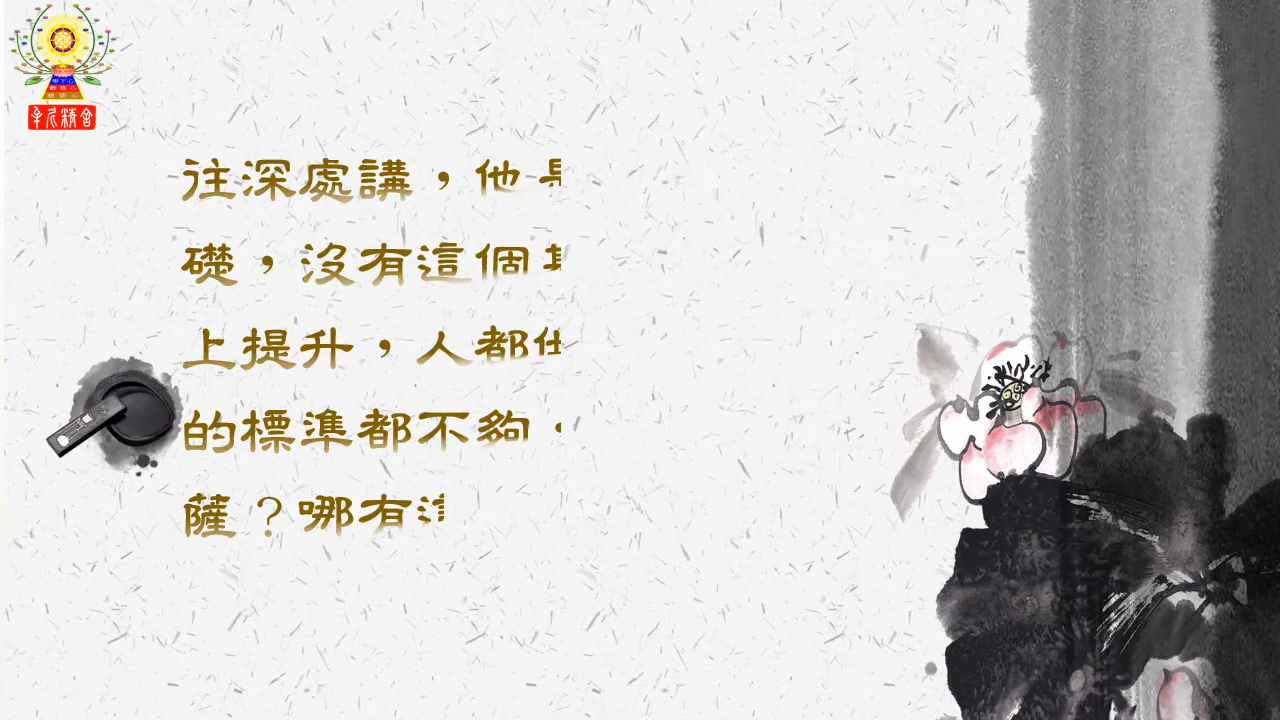 往深處講，他
礎，沒有這個
上提升，人都
的標準都不夠，
薩？哪有